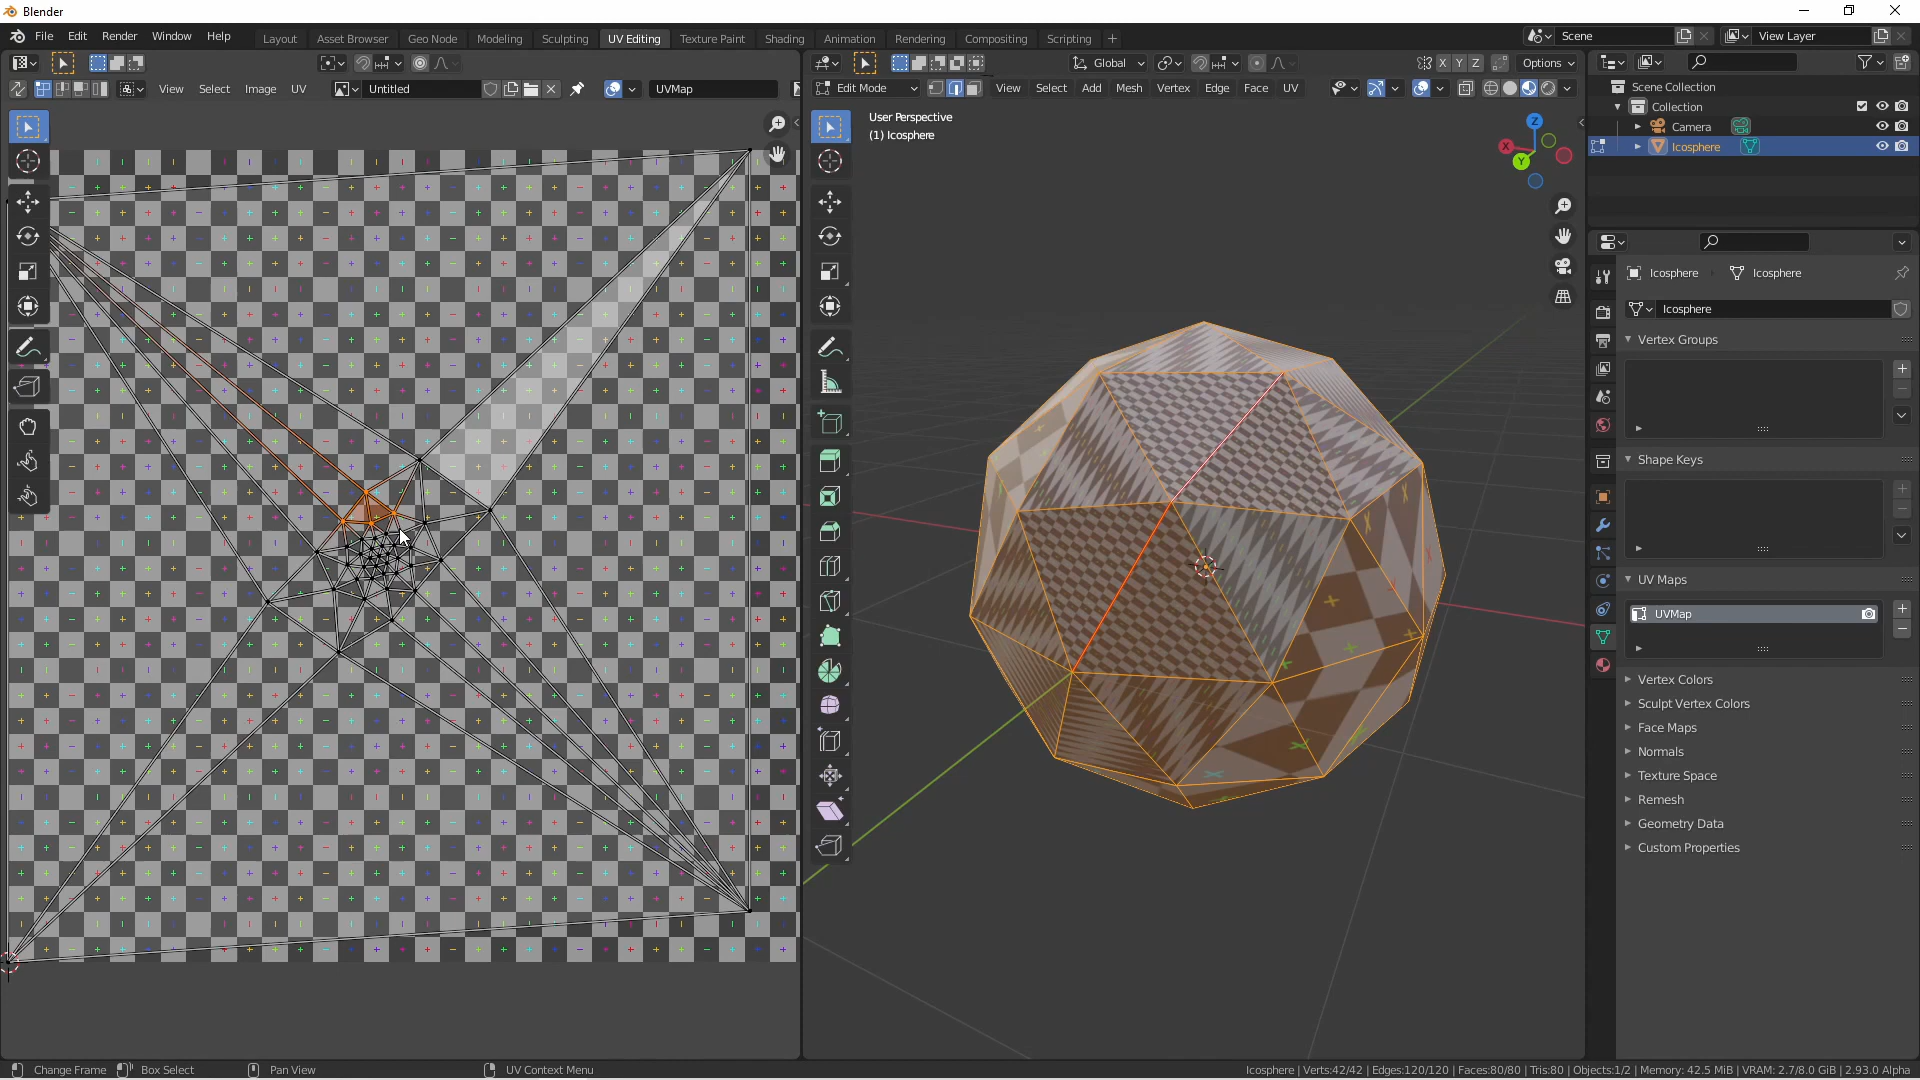 Blender
File Edit Render Window Help Layout Asset Browser Geo Node Modeling Sculpting UV Editing Texture Paint Shading Animation Rendering Compositing Scripting + Scene View Layer
Global X Y Z Options
View Select Image UV Untitled UVMap Edit Mode View Select Add Mesh Vertex Edge Face UV
User Perspective
(1) Icosphere
Z
X
Y
Scene Collection
Collection
Camera
Icosphere
Icosphere Icosphere
Icosphere
Vertex Groups
Shape Keys
UV Maps
UVMap
Vertex Colors
Sculpt Vertex Colors
Face Maps
Normals
Texture Space
Remesh
Geometry Data
Custom Properties
Change Frame Box Select Pan View UV Context Menu Icosphere | Verts:42/42 | Edges:120/120 | Faces:80/80 | Tris:80 | Objects:1/2 | Memory: 42.5 MiB | VRAM: 2.7/8.0 GiB | 2.93.0 Alpha